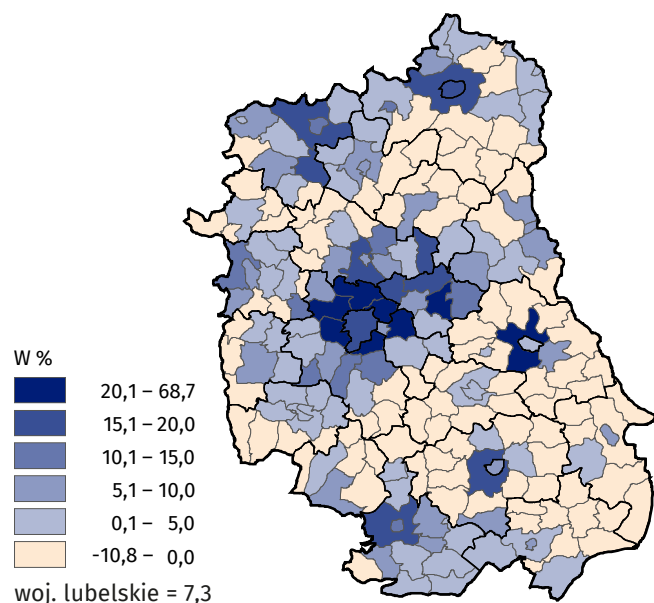 W %
20,1 – 68,7
15,1 – 20,0
10,1 – 15,0
5,1 – 10,0
0,1 – 5,0
-10,8 – 0,0
woj. lubelskie = 7,3